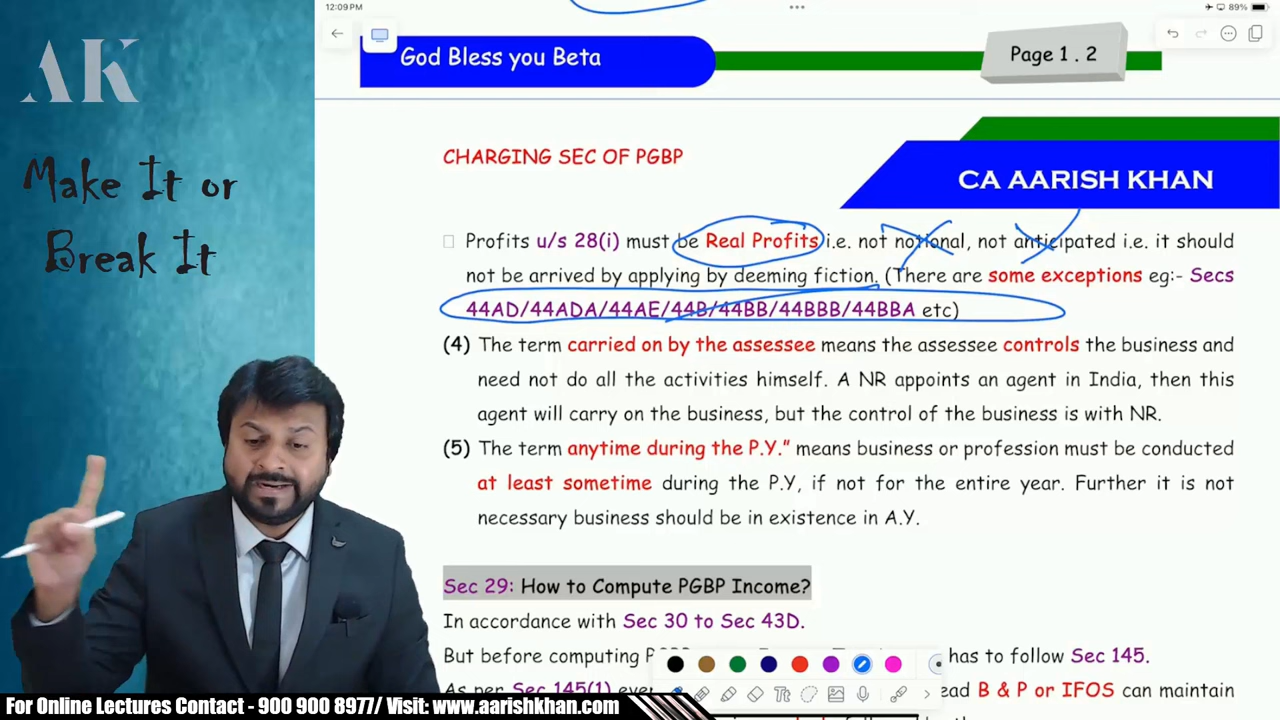 12:09 PM
89%
AK
God Bless you Beta
Page 1 . 2
Make It or
Break It
CHARGING SEC OF PGBP
CA AARISH KHAN
Profits u/s 28(i) must be Real Profits i.e. not notional, not anticipated i.e. it should
not be arrived by applying by deeming fiction. (There are some exceptions eg:- Secs
44AD/44ADA/44AE/44B/44BB/44BBB/44BBA etc)
(4) The term carried on by the assessee means the assessee controls the business and
need not do all the activities himself. A NR appoints an agent in India, then this
agent will carry on the business, but the control of the business is with NR.
(5) The term anytime during the P.Y." means business or profession must be conducted
at least sometime during the P.Y, if not for the entire year. Further it is not
necessary business should be in existence in A.Y.
Sec 29: How to Compute PGBP Income?
In accordance with Sec 30 to Sec 43D.
But before computing has to follow Sec 145.
As per Sec 145(1) B & P or IFOS can maintain
For Online Lectures Contact - 900 900 8977/ Visit: www.aarishkhan.com